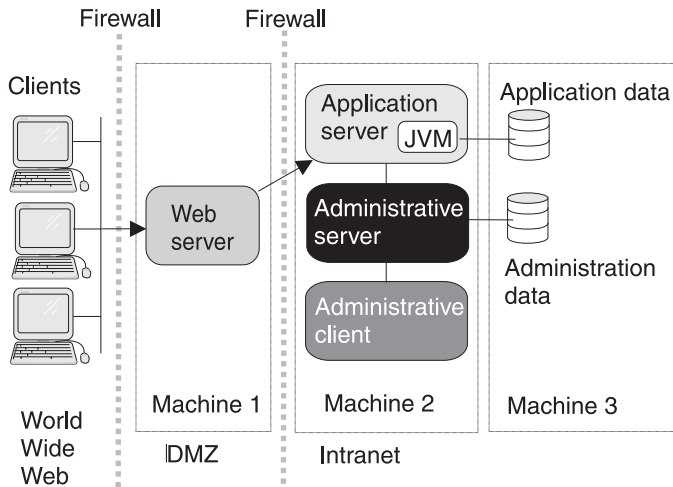 Firewall
Firewall
Clients
Application
server
JVM
Application data
Web
server
Administrative
server
Administration
data
Administrative
client
Machine 1
Machine 2
Machine 3
World
Wide
Web
DMZ
Intranet